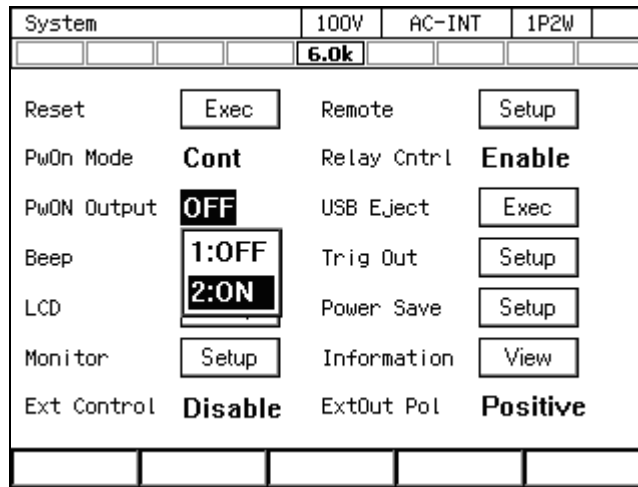 System 100V AC-INT 1P2W
6.0k
Reset Exec Remote Setup
PwOn Mode Cont Relay Cntrl Enable
PwON Output OFF USB Eject Exec
1:OFF
Beep Trig Out Setup
2:ON
LCD Power Save Setup
Monitor Setup Information View
Ext Control Disable ExtOut Pol Positive